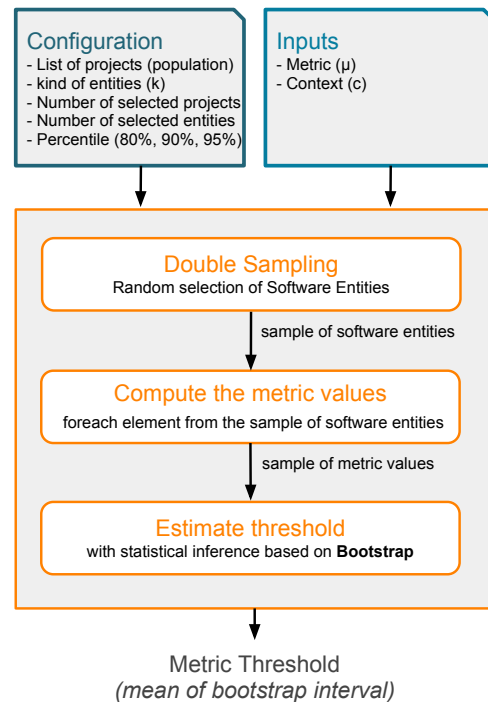 Configuration
- List of projects (population)
- kind of entities (k)
- Number of selected projects
- Number of selected entities
- Percentile (80%, 90%, 95%)
Inputs
- Metric (μ)
- Context (c)
Double Sampling
Random selection of Software Entities
sample of software entities
Compute the metric values
foreach element from the sample of software entities
sample of metric values
Estimate threshold
with statistical inference based on Bootstrap
Metric Threshold
(mean of bootstrap interval)